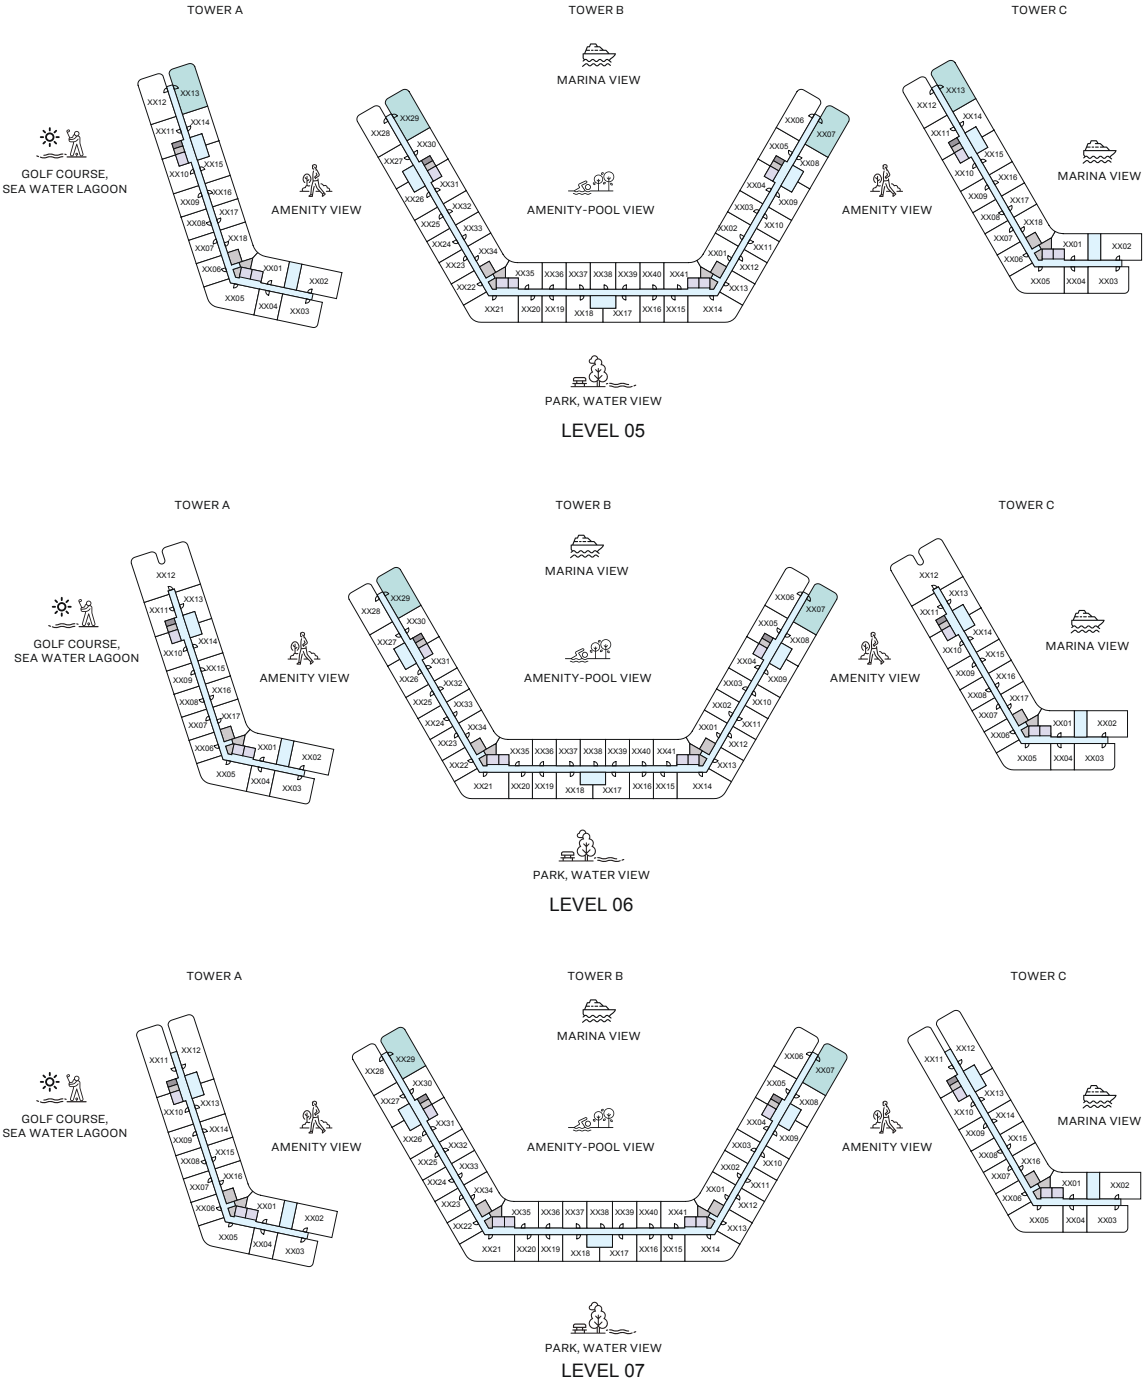 TOWER A
TOWER B
TOWER C
MARINA VIEW
GOLF COURSE,
SEA WATER LAGOON
AMENITY VIEW
AMENITY-POOL VIEW
AMENITY VIEW
MARINA VIEW
XX12
XX13
XX11
XX14
XX10
XX15
XX09
XX16
XX08
XX17
XX07
XX18
XX06
XX01
XX02
XX05
XX04
XX03
XX28
XX29
XX27
XX30
XX26
XX31
XX25
XX32
XX24
XX33
XX23
XX34
XX22
XX35
XX36
XX37
XX38
XX39
XX40
XX41
XX21
XX20
XX19
XX18
XX17
XX16
XX15
XX14
XX06
XX07
XX05
XX08
XX04
XX09
XX03
XX10
XX02
XX11
XX01
XX12
XX13
XX12
XX13
XX11
XX14
XX10
XX15
XX09
XX16
XX08
XX17
XX07
XX18
XX06
XX01
XX02
XX05
XX04
XX03
PARK, WATER VIEW
LEVEL 05
TOWER A
TOWER B
TOWER C
MARINA VIEW
GOLF COURSE,
SEA WATER LAGOON
AMENITY VIEW
AMENITY-POOL VIEW
AMENITY VIEW
MARINA VIEW
XX12
XX11
XX13
XX10
XX14
XX09
XX15
XX08
XX16
XX07
XX17
XX06
XX01
XX02
XX05
XX04
XX03
XX28
XX29
XX27
XX30
XX26
XX31
XX25
XX32
XX24
XX33
XX23
XX34
XX22
XX35
XX36
XX37
XX38
XX39
XX40
XX41
XX21
XX20
XX19
XX18
XX17
XX16
XX15
XX14
XX06
XX07
XX05
XX08
XX04
XX09
XX03
XX10
XX02
XX11
XX01
XX12
XX13
XX12
XX11
XX13
XX10
XX14
XX09
XX15
XX08
XX16
XX07
XX17
XX06
XX01
XX02
XX05
XX04
XX03
PARK, WATER VIEW
LEVEL 06
TOWER A
TOWER B
TOWER C
MARINA VIEW
GOLF COURSE,
SEA WATER LAGOON
AMENITY VIEW
AMENITY-POOL VIEW
AMENITY VIEW
MARINA VIEW
XX11
XX12
XX10
XX13
XX09
XX14
XX08
XX15
XX07
XX16
XX06
XX01
XX02
XX05
XX04
XX03
XX28
XX29
XX27
XX30
XX26
XX31
XX25
XX32
XX24
XX33
XX23
XX34
XX22
XX35
XX36
XX37
XX38
XX39
XX40
XX41
XX21
XX20
XX19
XX18
XX17
XX16
XX15
XX14
XX06
XX07
XX05
XX08
XX04
XX09
XX03
XX10
XX02
XX11
XX01
XX12
XX13
XX11
XX12
XX10
XX13
XX09
XX14
XX08
XX15
XX07
XX16
XX06
XX01
XX02
XX05
XX04
XX03
PARK, WATER VIEW
LEVEL 07